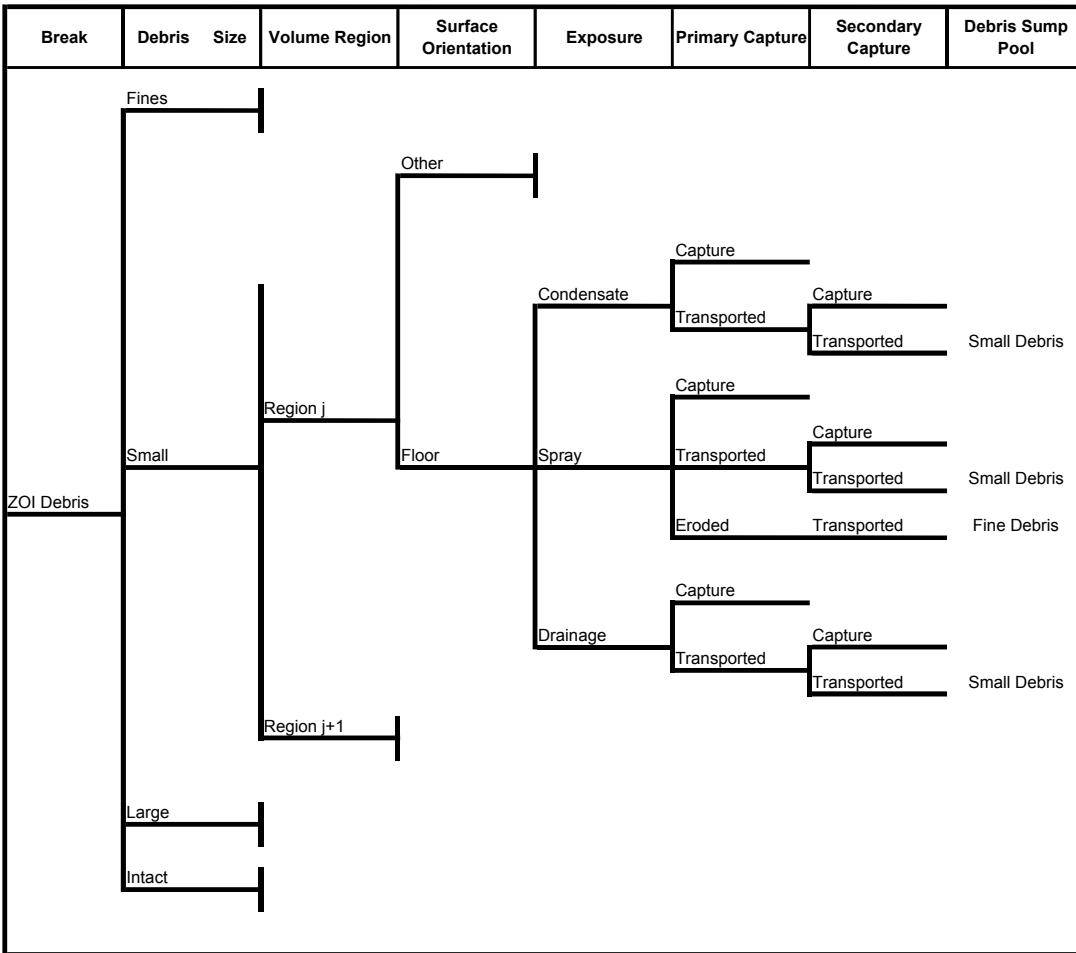 Break
Debris Size
Volume Region
Surface
Orientation
Exposure
Primary Capture
Secondary
Capture
Debris Sump
Pool
Fines
Other
Capture
Condensate
Capture
Transported
Transported
Small Debris
Capture
Region j
Capture
Small
Floor
Spray
Transported
Transported
Small Debris
ZOI Debris
Eroded
Transported
Fine Debris
Capture
Drainage
Capture
Transported
Transported
Small Debris
Region j+1
Large
Intact